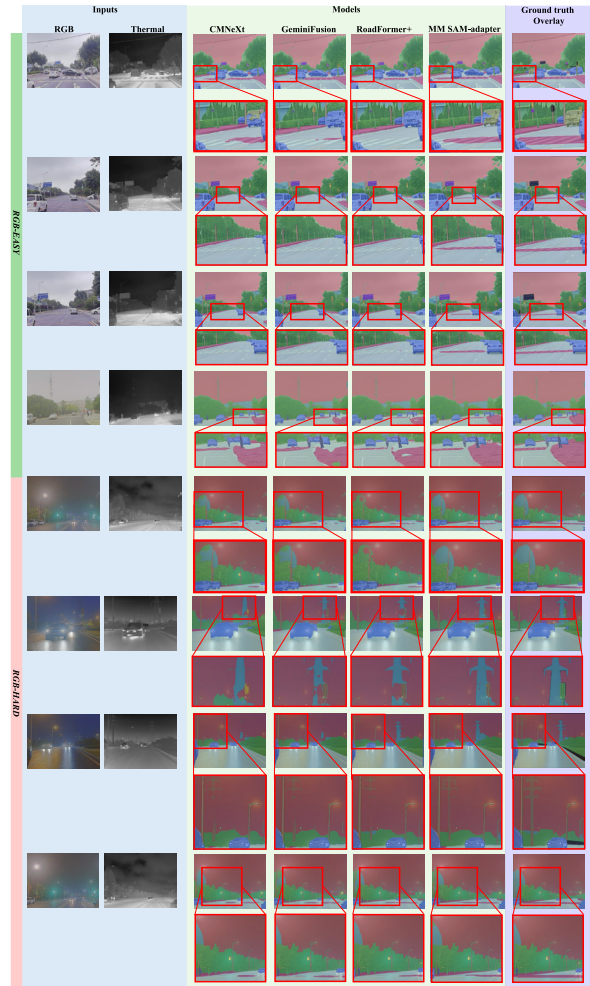 Inputs
Models
Ground truth
Overlay
RGB
Thermal
CMNeXt
GeminiFusion
RoadFormer+
MM SAM-adapter
RGB-EASY
RGB-HARD